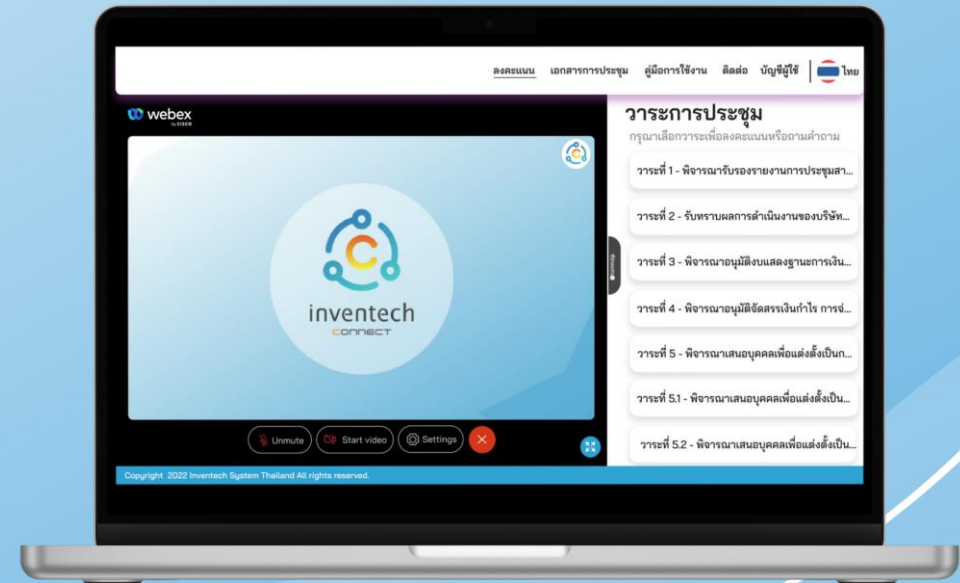 ลงคะแนน เอกสารการประชุม คู่มือการใช้งาน ติดต่อ บัญชีผู้ใช้ ไทย
webex
by CISCO
วาระการประชุม
กรุณาเลือกวาระเพื่อลงคะแนนหรือถามคำถาม
วาระที่ 1 - พิจารณารับรองรายงานการประชุมสา...
วาระที่ 2 - รับทราบผลการดำเนินงานของบริษัท...
วาระที่ 3 - พิจารณาอนุมัติงบแสดงฐานะการเงิน...
วาระที่ 4 - พิจารณาอนุมัติจัดสรรเงินกำไร การจ่...
วาระที่ 5 - พิจารณาเสนอบุคคลเพื่อแต่งตั้งเป็นก...
วาระที่ 5.1 - พิจารณาเสนอบุคคลเพื่อแต่งตั้งเป็น...
วาระที่ 5.2 - พิจารณาเสนอบุคคลเพื่อแต่งตั้งเป็น...
C
inventech
CONNECT
Unmute Start video Settings
Copyright 2022 Inventech System Thailand All rights reserved.